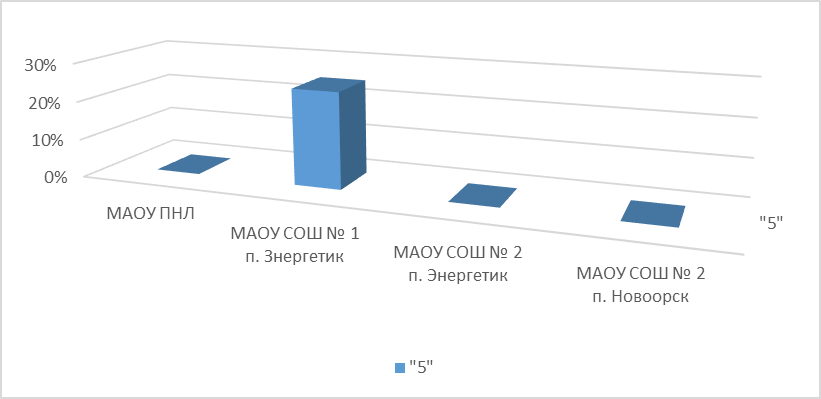 30%
20%
10%
0%
МАОУ ПНЛ
МАОУ СОШ № 1
п. Знергетик
МАОУ СОШ № 2
п. Энергетик
МАОУ СОШ № 2
п. Новоорск
"5"
"5"